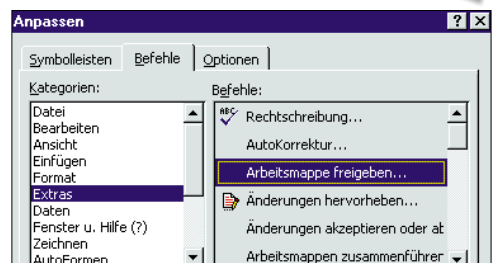 Anpassen
Symbolleisten Befehle Optionen
Kategorien:
Datei
Bearbeiten
Ansicht
Einfügen
Format
Extras
Daten
Fenster u. Hilfe (?)
Zeichnen
AutoFormen
Befehle:
ABC Rechtschreibung...
AutoKorrektur...
Arbeitsmappe freigeben...
Änderungen hervorheben...
Änderungen akzeptieren oder ab
Arbeitsmappen zusammenführen